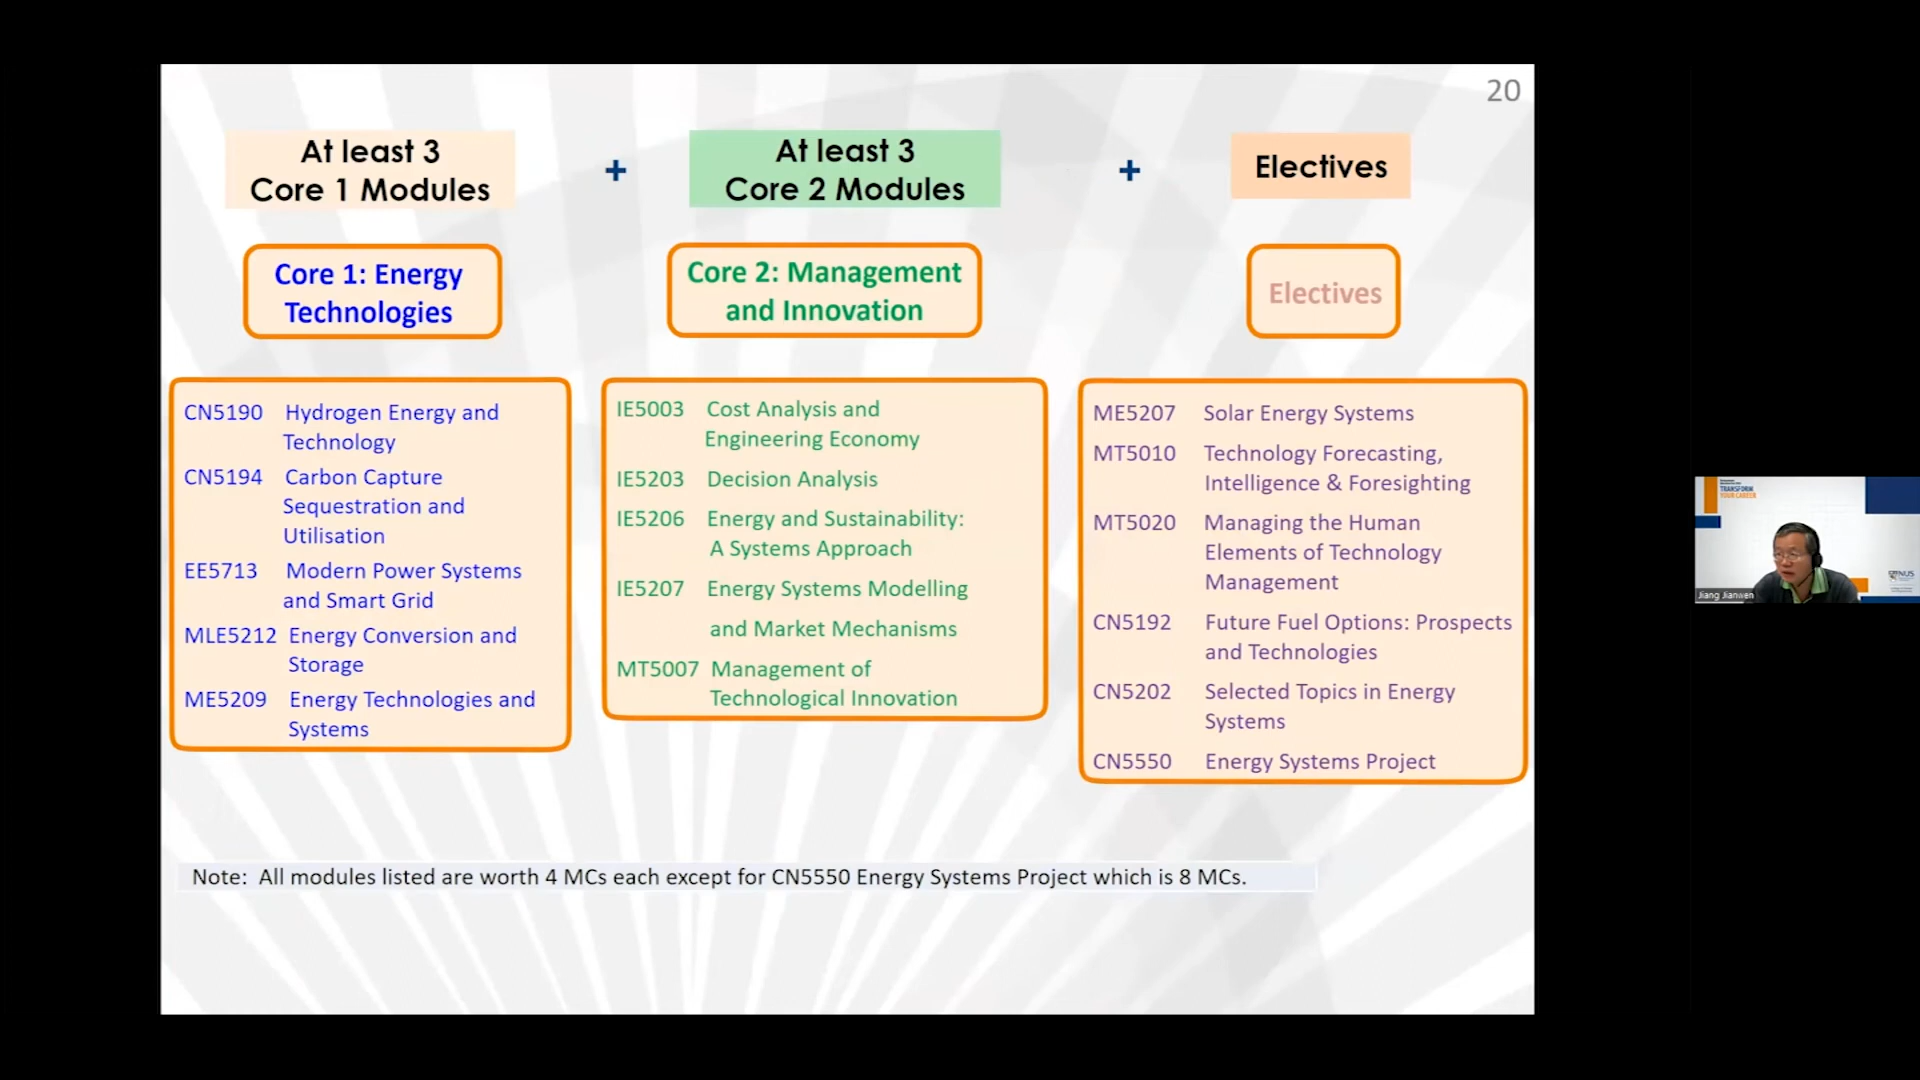 20
At least 3
Core 1 Modules
+
At least 3
Core 2 Modules
+
Electives
Core 1: Energy
Technologies
Core 2: Management
and Innovation
Electives
CN5190 Hydrogen Energy and
Technology
CN5194 Carbon Capture
Sequestration and
Utilisation
EE5713 Modern Power Systems
and Smart Grid
MLE5212 Energy Conversion and
Storage
ME5209 Energy Technologies and
Systems
IE5003 Cost Analysis and
Engineering Economy
IE5203 Decision Analysis
IE5206 Energy and Sustainability:
A Systems Approach
IE5207 Energy Systems Modelling
and Market Mechanisms
MT5007 Management of
Technological Innovation
ME5207 Solar Energy Systems
MT5010 Technology Forecasting,
Intelligence & Foresighting
MT5020 Managing the Human
Elements of Technology
Management
CN5192 Future Fuel Options: Prospects
and Technologies
CN5202 Selected Topics in Energy
Systems
CN5550 Energy Systems Project
Note: All modules listed are worth 4 MCs each except for CN5550 Energy Systems Project which is 8 MCs.
TRANSFORM
YOUR CAREER
NUS
Jiang Jianwen